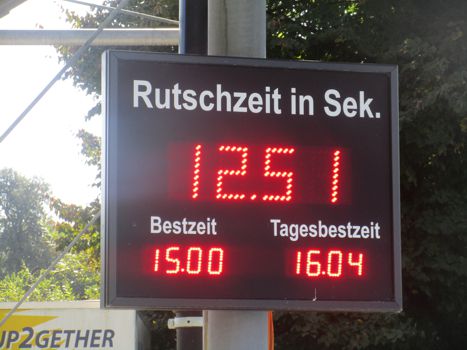 Rutschzeit in Sek.
12.51
Bestzeit Tagesbestzeit
15.00 16.04
UP2GETHER